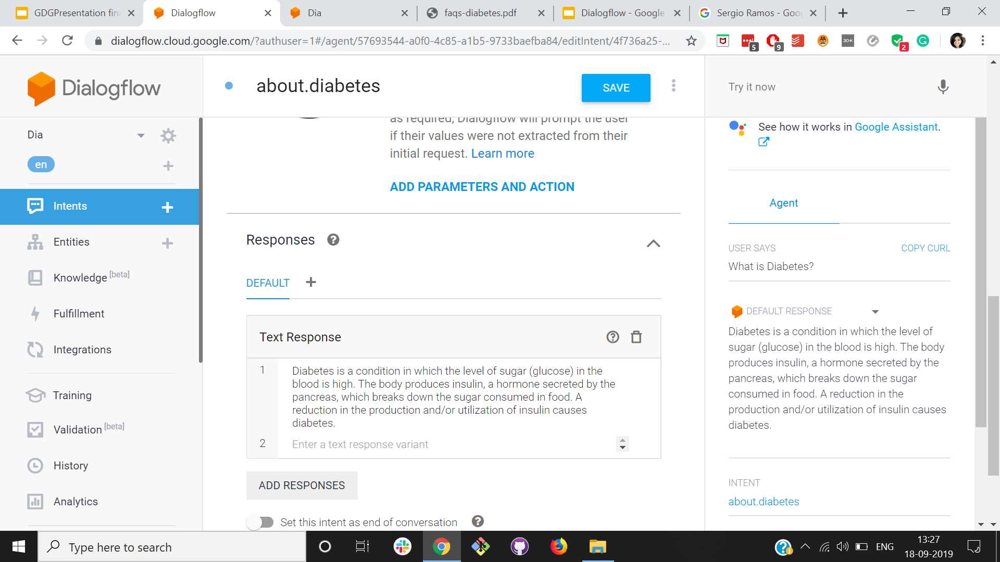 GDGPresentation fin
Dialogflow
Dia
faqs-diabetes.pdf
Dialogflow - Google
Sergio Ramos - Goo
dialogflow.cloud.google.com/?authuser=1#/agent/57693544-a0f0-4c85-a1b5-9733baefba84/editIntent/4f736a25-...
5
9
30K
2
Dialogflow
about.diabetes
SAVE
Try it now
Dia
en
Intents
Entities
Knowledge [beta]
Fulfillment
Integrations
Training
Validation [beta]
History
Analytics
as required, Dialogflow will prompt the user
if their values were not extracted from their
initial request. Learn more
ADD PARAMETERS AND ACTION
Responses
DEFAULT
Text Response
1
Diabetes is a condition in which the level of sugar (glucose) in the
blood is high. The body produces insulin, a hormone secreted by the
pancreas, which breaks down the sugar consumed in food. A
reduction in the production and/or utilization of insulin causes
diabetes.
2
Enter a text response variant
ADD RESPONSES
Set this intent as end of conversation
See how it works in Google Assistant.
Agent
USER SAYS
COPY CURL
What is Diabetes?
DEFAULT RESPONSE
Diabetes is a condition in which the level of
sugar (glucose) in the blood is high. The body
produces insulin, a hormone secreted by the
pancreas, which breaks down the sugar
consumed in food. A reduction in the
production and/or utilization of insulin causes
diabetes.
INTENT
about.diabetes
Type here to search
ENG
13:27
18-09-2019